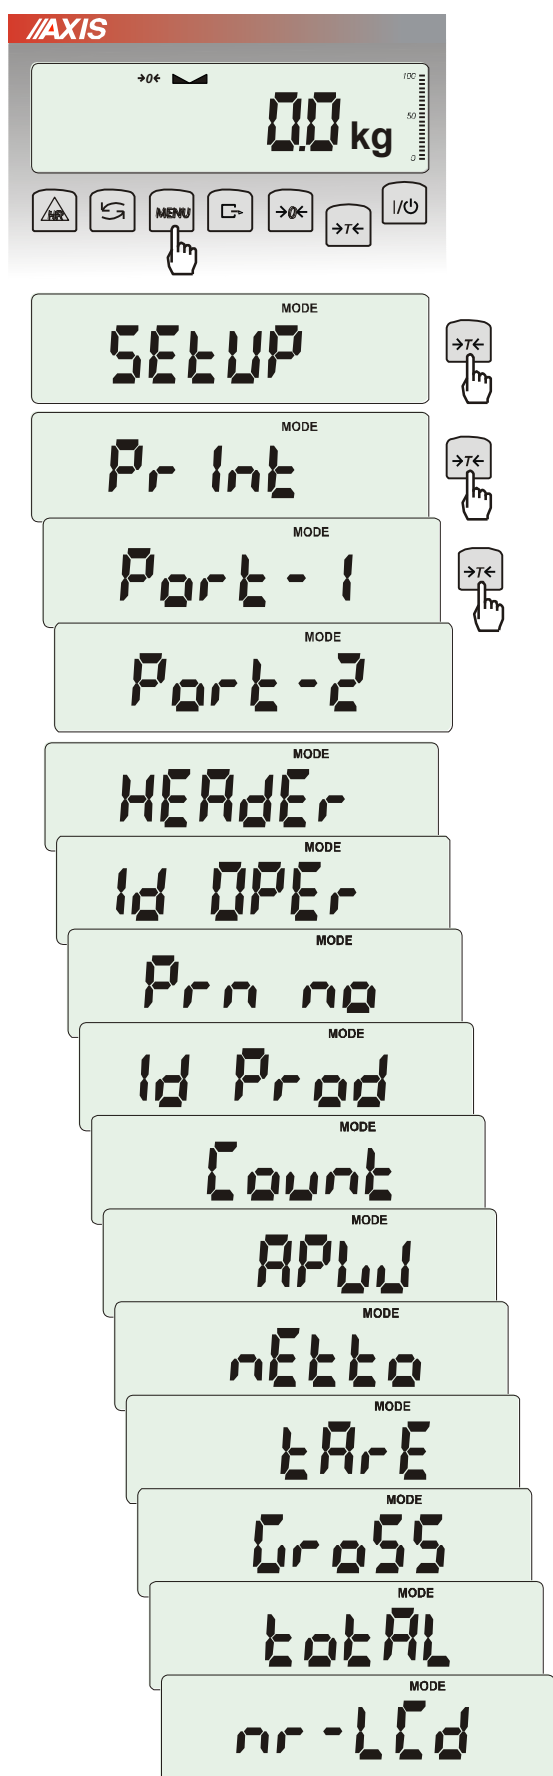 AXIS
→0← 100
50
0.0 kg
0
HR MENU →0← →T← I/⏻
MODE
SEtUP
→T←
MODE
Pr Int
→T←
MODE
Port-1
→T←
MODE
Port-2
MODE
HEAdEr
MODE
Id OPEr
MODE
Prn no
MODE
Id Prod
MODE
Count
MODE
APW
MODE
nEtto
MODE
tArE
MODE
GroSS
MODE
totAL
MODE
nr-LCd